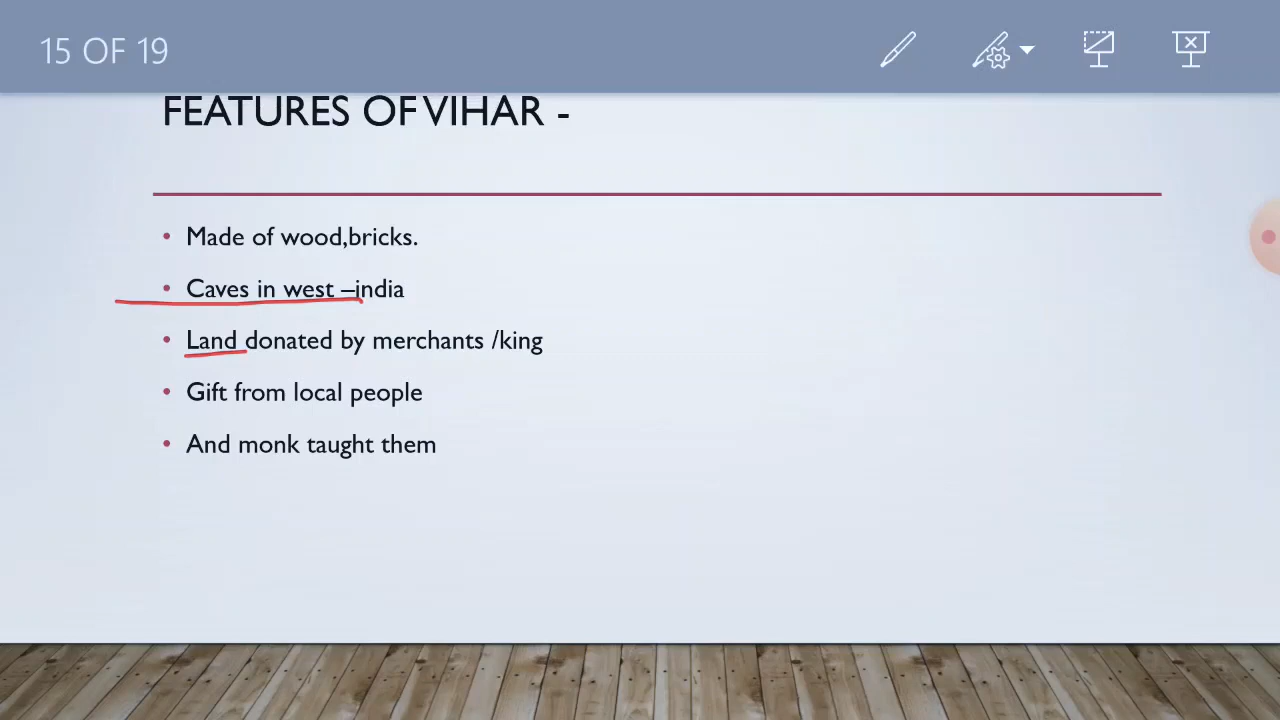 15 OF 19
FEATURES OF VIHAR -
• Made of wood,bricks.
• Caves in west –india
• Land donated by merchants /king
• Gift from local people
• And monk taught them